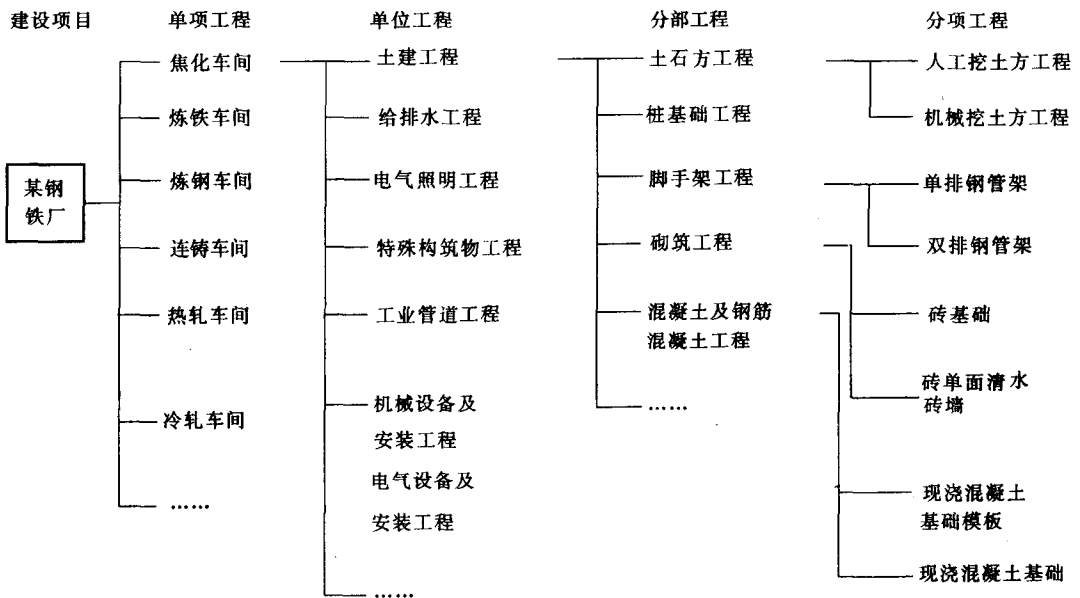 建设项目
单项工程
单位工程
分部工程
分项工程
某钢
铁厂
焦化车间
炼铁车间
炼钢车间
连铸车间
热轧车间
冷轧车间
……
土建工程
给排水工程
电气照明工程
特殊构筑物工程
工业管道工程
机械设备及
安装工程
电气设备及
安装工程
……
土石方工程
桩基础工程
脚手架工程
砌筑工程
混凝土及钢筋
混凝土工程
……
人工挖土方工程
机械挖土方工程
单排钢管架
双排钢管架
砖基础
砖单面清水
砖墙
现浇混凝土
基础模板
现浇混凝土基础